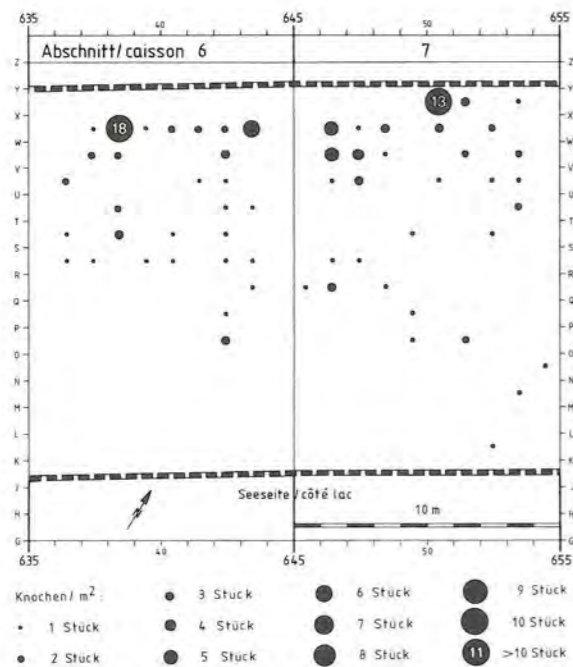 635 40 645 50 655
Abschnitt/caisson 6 7
Z Z
Y Y
13
X X
18
W W
V V
U U
T T
S S
R R
Q Q
P P
O O
N N
M M
L L
K K
J J
Seeseite/côté lac
H 10 m H
G G
635 40 645 50 655
Knochen/m²: 3 Stück 6 Stück 9 Stück
1 Stück 4 Stück 7 Stück 10 Stück
2 Stück 5 Stück 8 Stück 11 >10 Stück